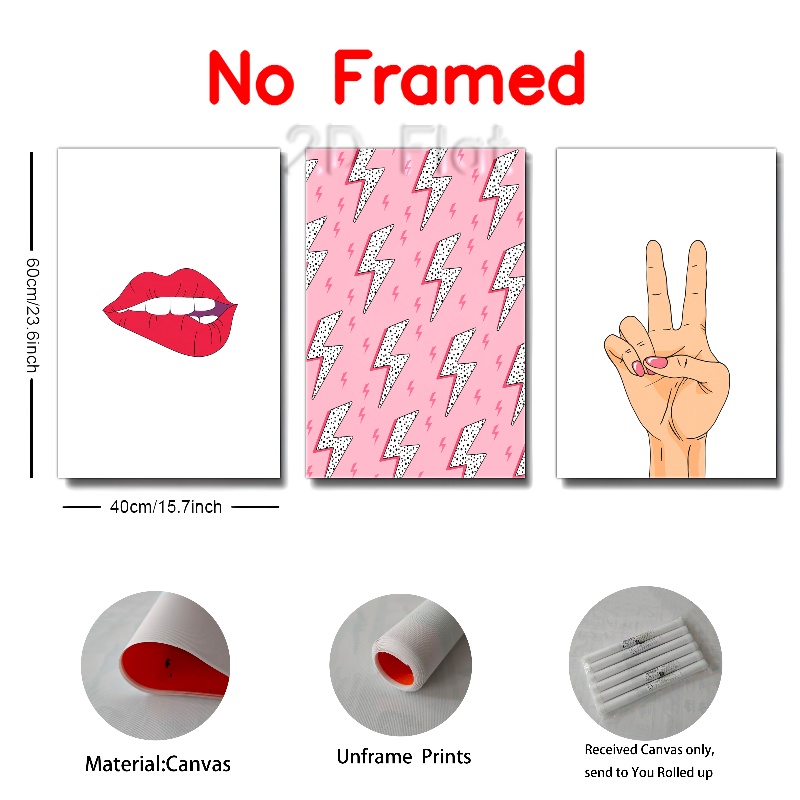 No Framed
2D Flat
60cm/23.6inch
40cm/15.7inch
Material:Canvas
Unframe Prints
Received Canvas only,
send to You Rolled up